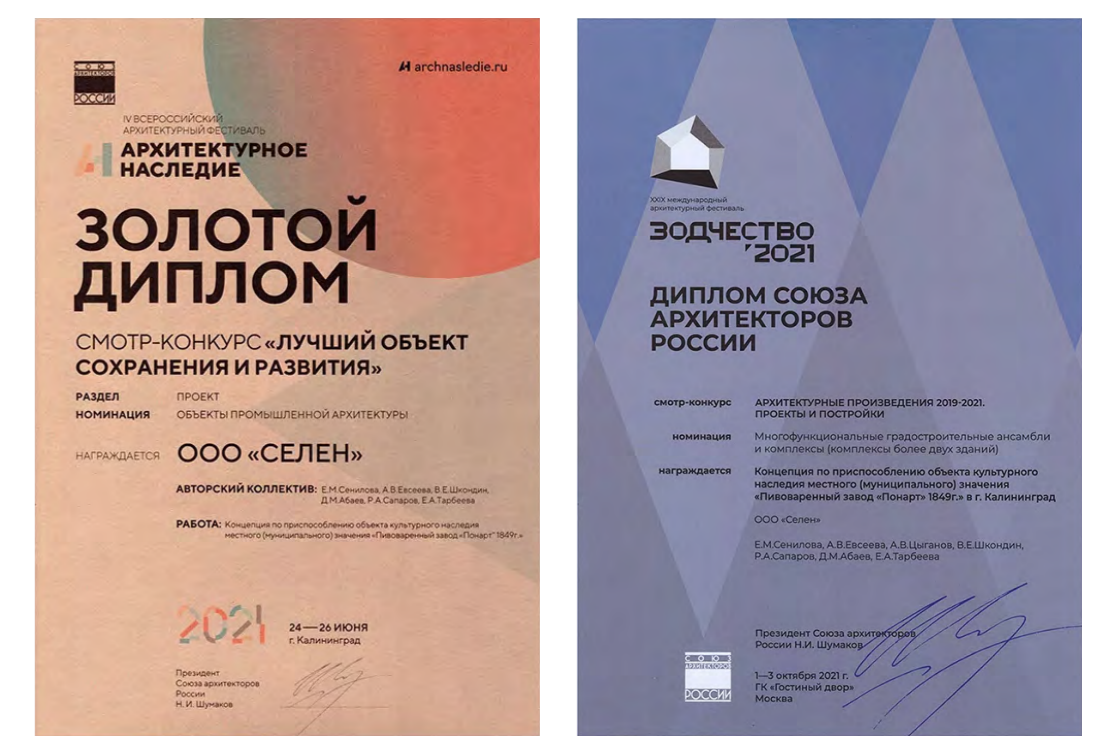 СОЮЗ
АРХИТЕКТОРОВ
РОССИИ
archnasledie.ru
IV ВСЕРОССИЙСКИЙ
АРХИТЕКТУРНЫЙ ФЕСТИВАЛЬ
АРХИТЕКТУРНОЕ
НАСЛЕДИЕ
ЗОЛОТОЙ
ДИПЛОМ
СМОТР-КОНКУРС «ЛУЧШИЙ ОБЪЕКТ
СОХРАНЕНИЯ И РАЗВИТИЯ»
РАЗДЕЛ ПРОЕКТ
НОМИНАЦИЯ ОБЪЕКТЫ ПРОМЫШЛЕННОЙ АРХИТЕКТУРЫ
НАГРАЖДАЕТСЯ ООО «СЕЛЕН»
АВТОРСКИЙ КОЛЛЕКТИВ: Е.М.Сенилова, А.В.Евсеева, В.Е.Шкондин,
Д.М.Абаев, Р.А.Сапаров, Е.А.Тарбеева
РАБОТА: Концепция по приспособлению объекта культурного наследия
местного (муниципального) значения «Пивоваренный завод «Понарт" 1849г.»
2021
24—26 ИЮНЯ
г. Калининград
Президент
Союза архитекторов
России
Н. И. Шумаков
XXIX международный
архитектурный фестиваль
ЗОДЧЕСТВО
'2021
ДИПЛОМ СОЮЗА
АРХИТЕКТОРОВ
РОССИИ
смотр-конкурс АРХИТЕКТУРНЫЕ ПРОИЗВЕДЕНИЯ 2019-2021.
ПРОЕКТЫ И ПОСТРОЙКИ
номинация Многофункциональные градостроительные ансамбли
и комплексы (комплексы более двух зданий)
награждается Концепция по приспособлению объекта культурного
наследия местного (муниципального) значения
«Пивоваренный завод «Понарт» 1849г.» в г. Калининград
ООО «Селен»
Е.М.Сенилова, А.В.Евсеева, А.В.Цыганов, В.Е.Шкондин,
Р.А.Сапаров, Д.М.Абаев, Е.А.Тарбеева
Президент Союза архитекторов
России Н.И. Шумаков
1—3 октября 2021 г.
ГК «Гостиный двор»
Москва
СОЮЗ
АРХИТЕКТОРОВ
РОССИИ